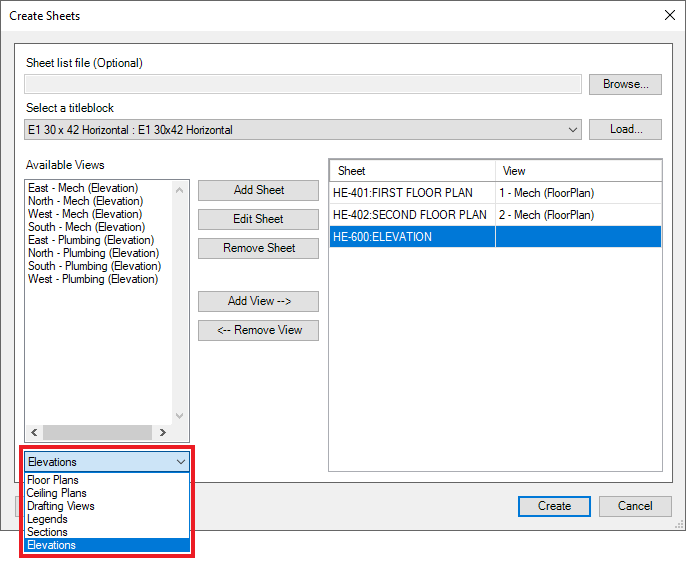 Create Sheets
Sheet list file (Optional)
Browse...
Select a titleblock
E1 30 x 42 Horizontal : E1 30x42 Horizontal
Load...
Available Views
East - Mech (Elevation)
North - Mech (Elevation)
West - Mech (Elevation)
South - Mech (Elevation)
East - Plumbing (Elevation)
North - Plumbing (Elevation)
South - Plumbing (Elevation)
West - Plumbing (Elevation)
Add Sheet
Edit Sheet
Remove Sheet
Add View -->
<-- Remove View
Sheet View
HE-401:FIRST FLOOR PLAN 1 - Mech (FloorPlan)
HE-402:SECOND FLOOR PLAN 2 - Mech (FloorPlan)
HE-600:ELEVATION
Elevations
Floor Plans
Ceiling Plans
Drafting Views
Legends
Sections
Elevations
Create
Cancel